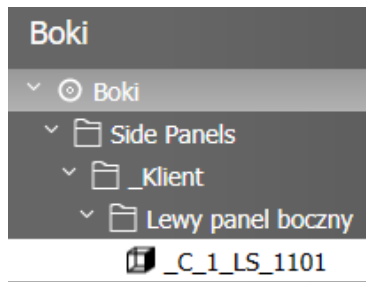 Boki
Boki
Side Panels
_Klient
Lewy panel boczny
_C_1_LS_1101